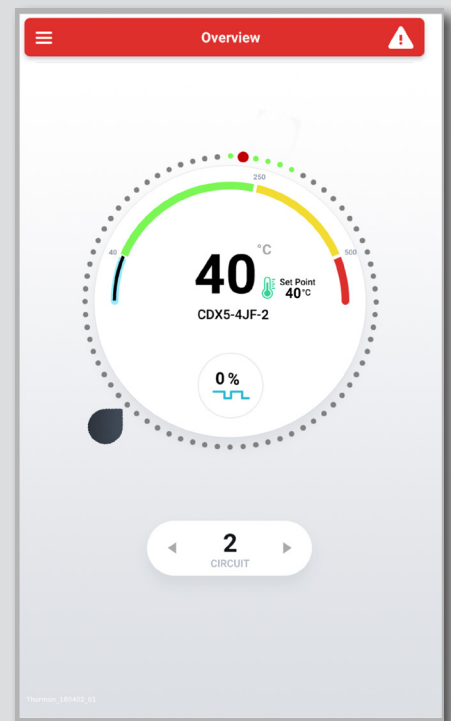 Overview
250
40
500
°C
40
Set Point
40°C
CDX5-4JF-2
0 %
2
CIRCUIT